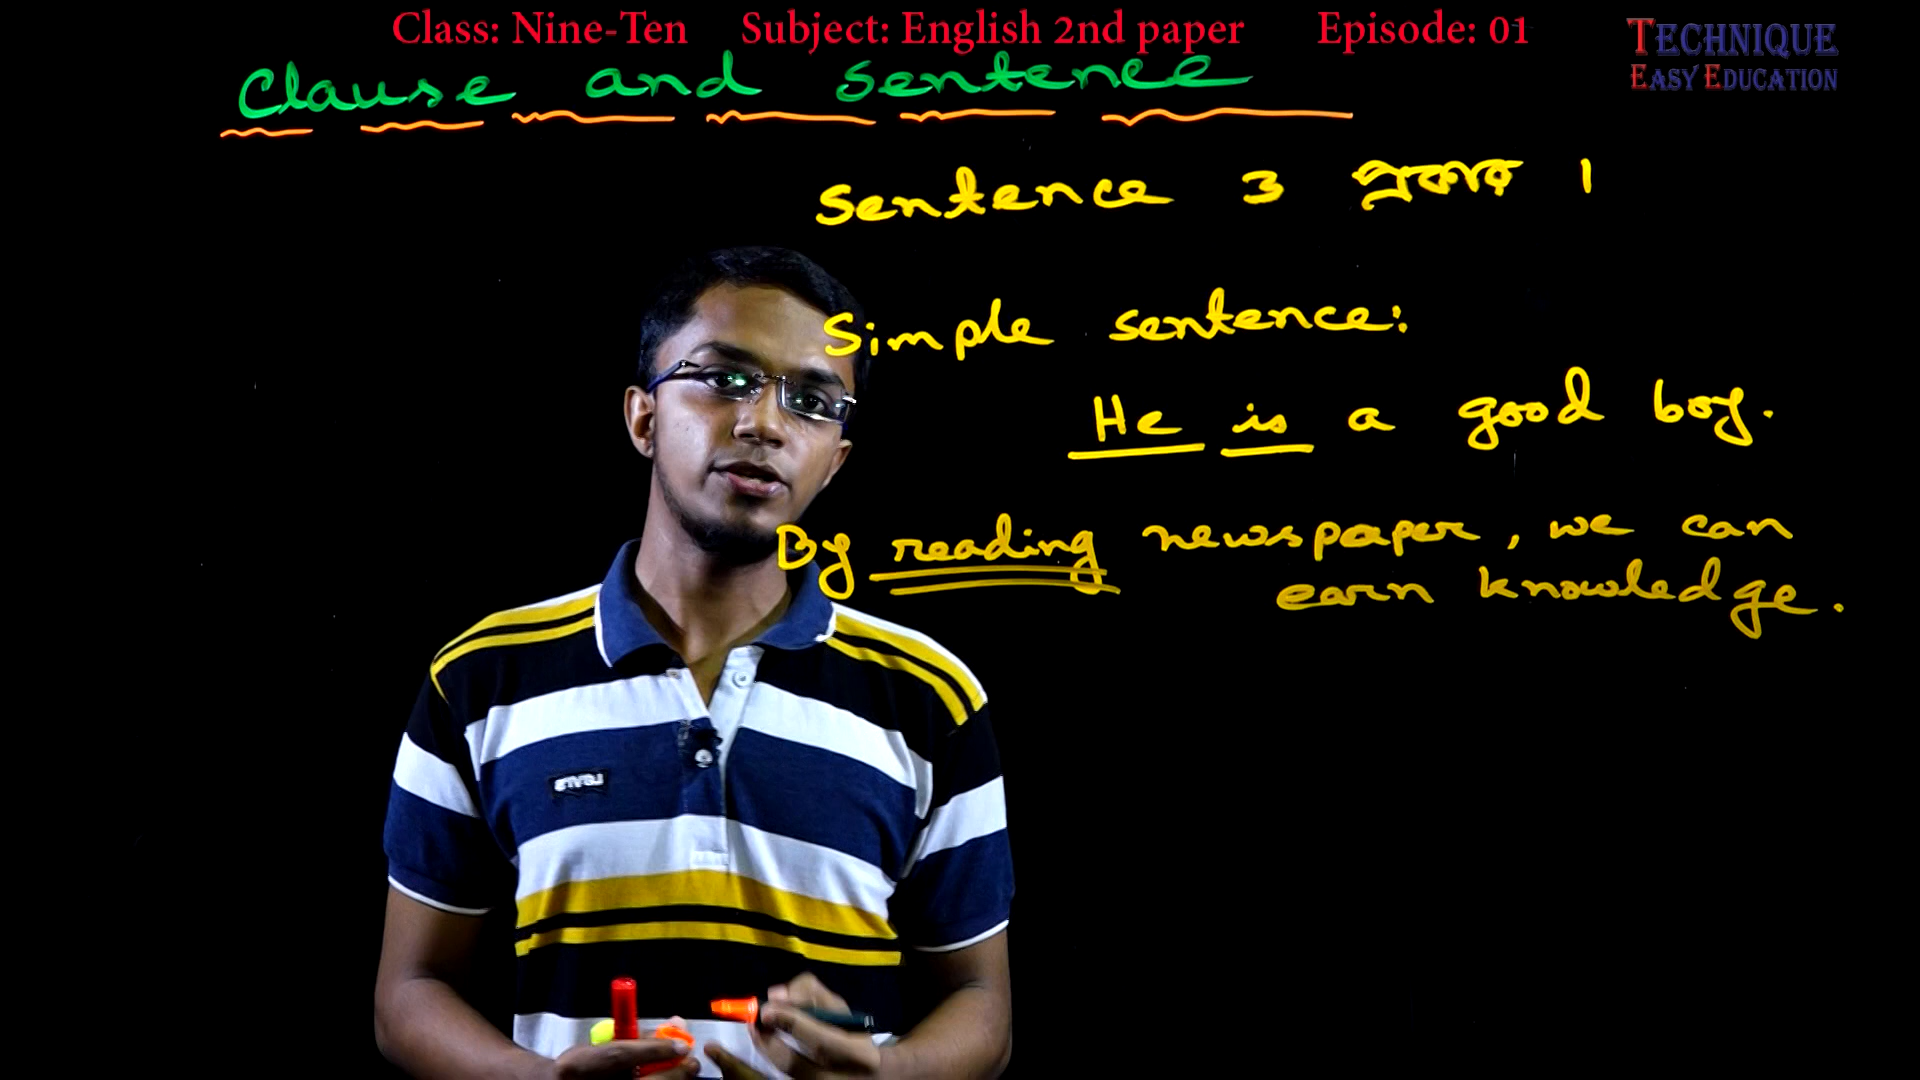 Class: Nine-Ten Subject: English 2nd paper Episode: 01
TECHNIQUE
EASY EDUCATION
Clause and sentence
Sentence 3 প্রকার ।
Simple sentence:
He is a good boy.
By reading newspaper, we can
earn knowledge.